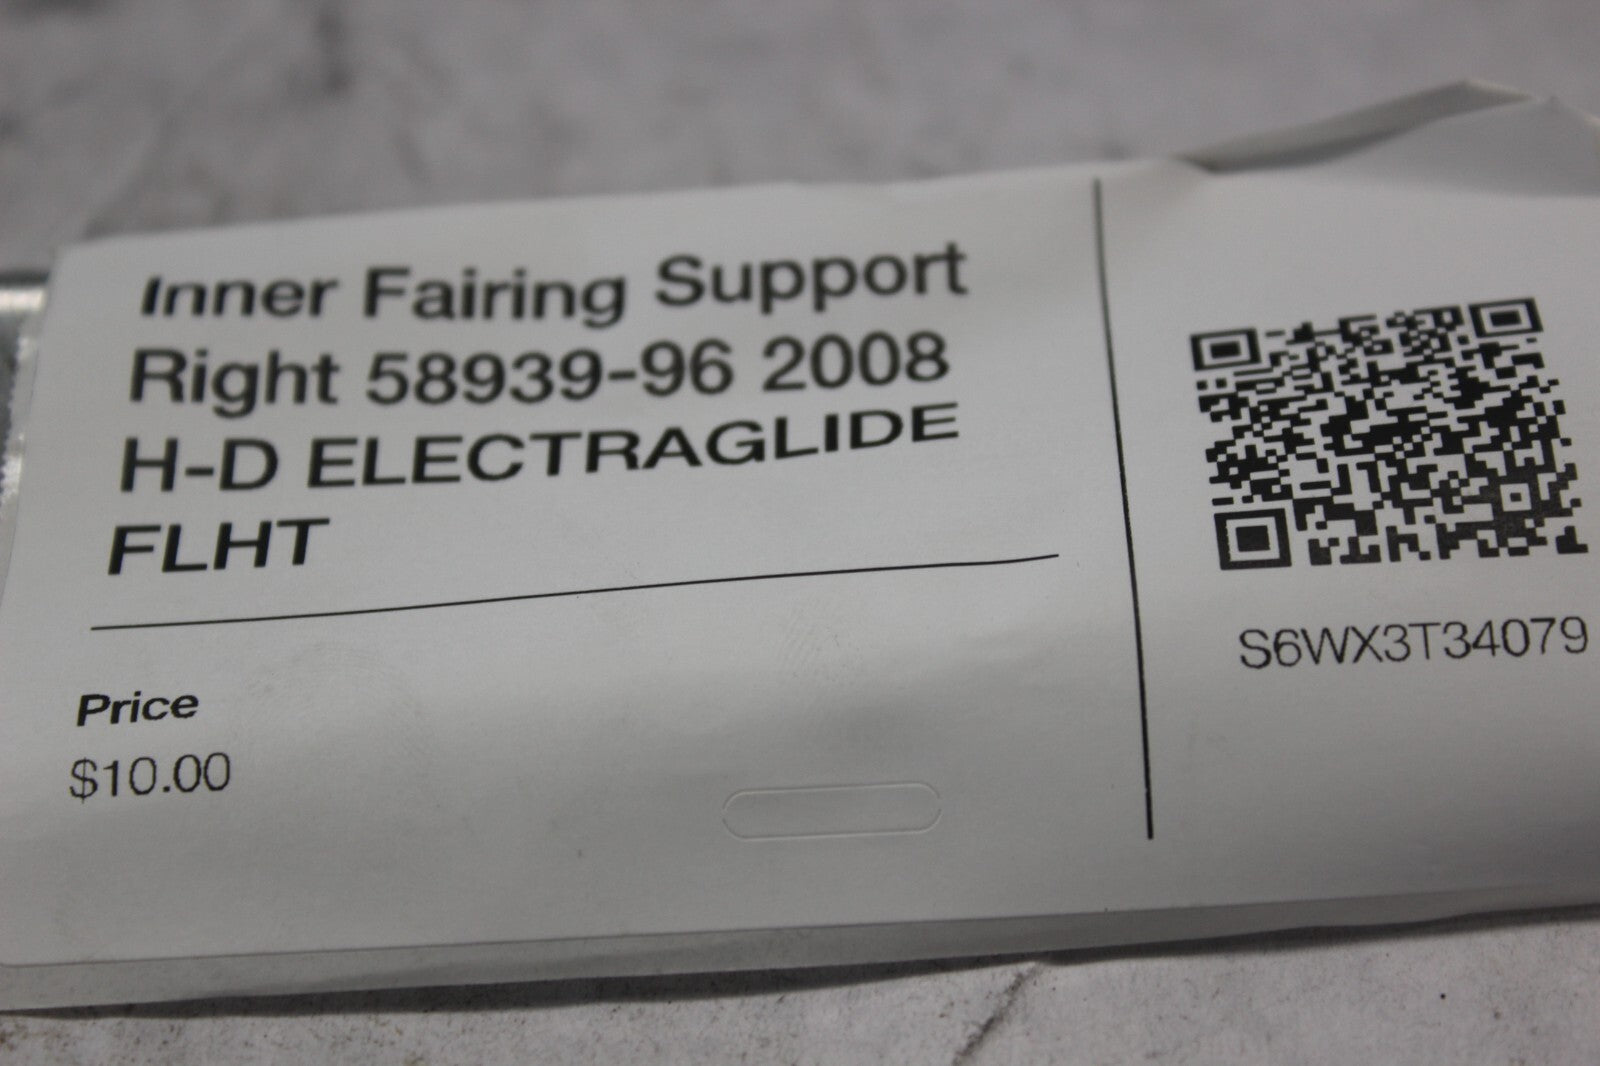 Inner Fairing Support
Right 58939-96 2008
H-D ELECTRAGLIDE
FLHT
Price
$10.00
S6WX3T34079